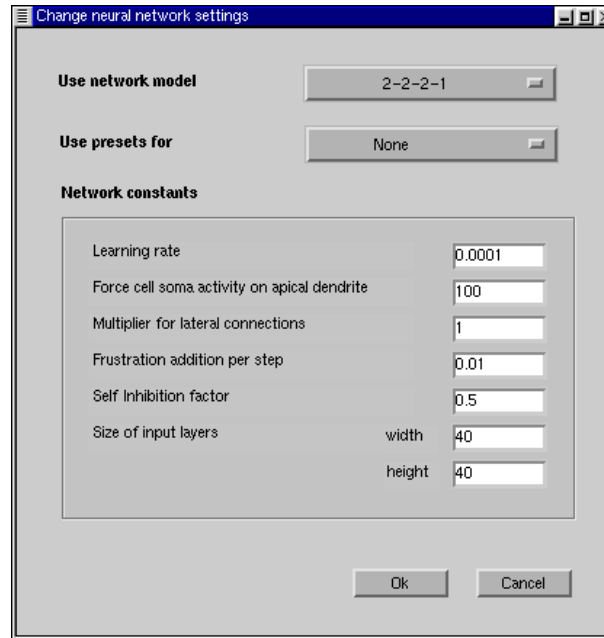 Change neural network settings
Use network model 2-2-2-1
Use presets for None
Network constants
Learning rate 0.0001
Force cell soma activity on apical dendrite 100
Multiplier for lateral connections 1
Frustration addition per step 0.01
Self Inhibition factor 0.5
Size of input layers width 40
height 40
Ok Cancel